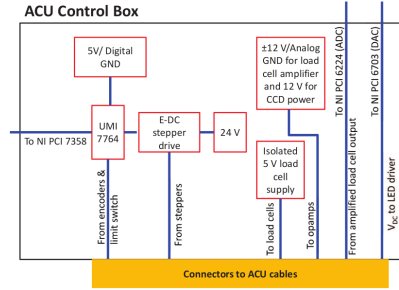 ACU Control Box
5V/ Digital
GND
±12 V/Analog
GND for load
cell amplifier
and 12 V for
CCD power
To NI PCI 6224 (ADC)
To NI PCI 6703 (DAC)
UMI
7764
E-DC
stepper
drive
24 V
To NI PCI 7358
Isolated
5 V load
cell
supply
From encoders &
limit switch
From steppers
To load cells
To opamps
From amplified load cell output
V_DC to LED driver
Connectors to ACU cables